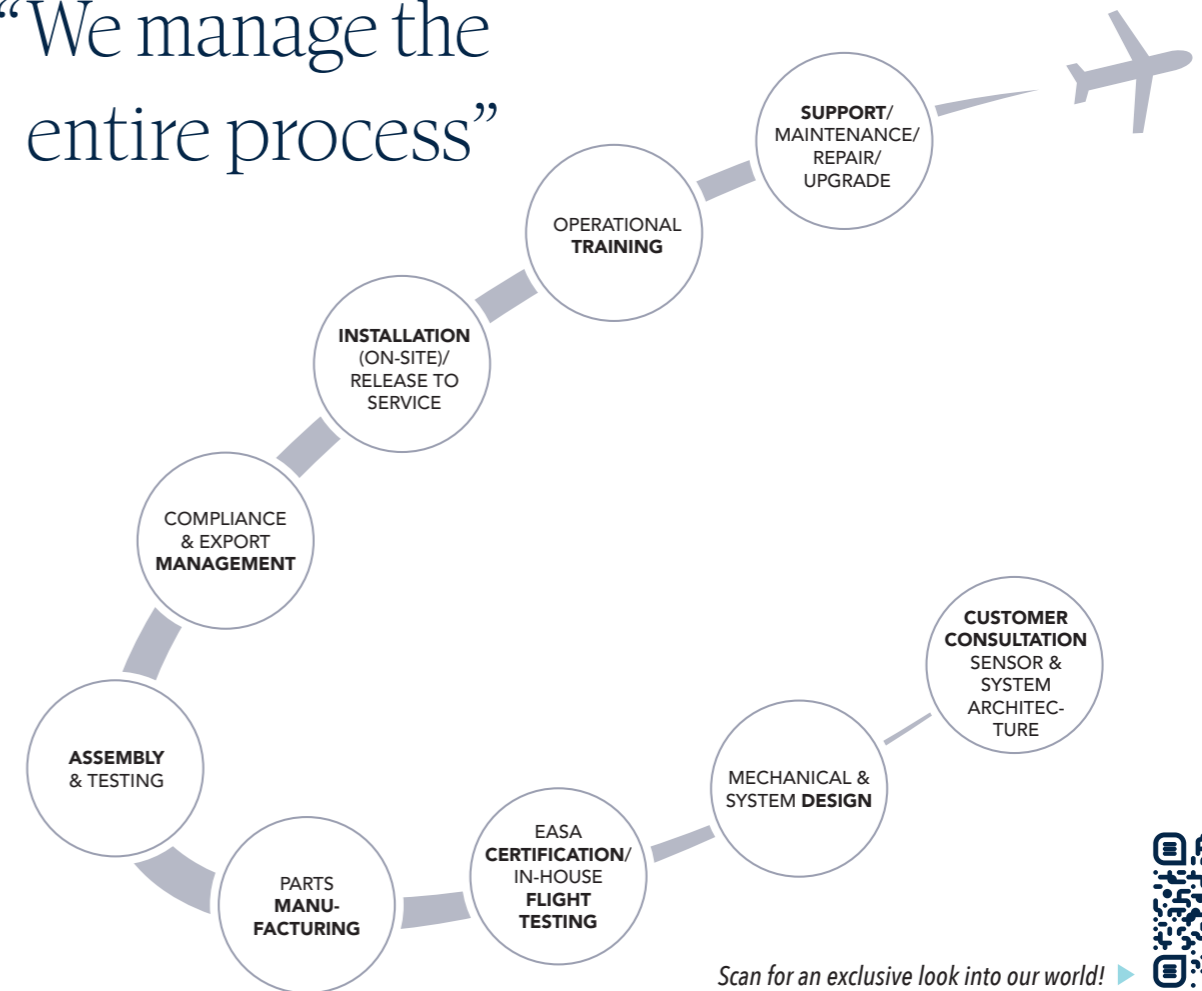 “We manage the
entire process”
SUPPORT/
MAINTENANCE/
REPAIR/
UPGRADE
OPERATIONAL
TRAINING
INSTALLATION
(ON-SITE)/
RELEASE TO
SERVICE
COMPLIANCE
& EXPORT
MANAGEMENT
ASSEMBLY
& TESTING
PARTS
MANU-
FACTURING
EASA
CERTIFICATION/
IN-HOUSE
FLIGHT
TESTING
MECHANICAL &
SYSTEM DESIGN
CUSTOMER
CONSULTATION
SENSOR &
SYSTEM
ARCHITEC-
TURE
Scan for an exclusive look into our world!